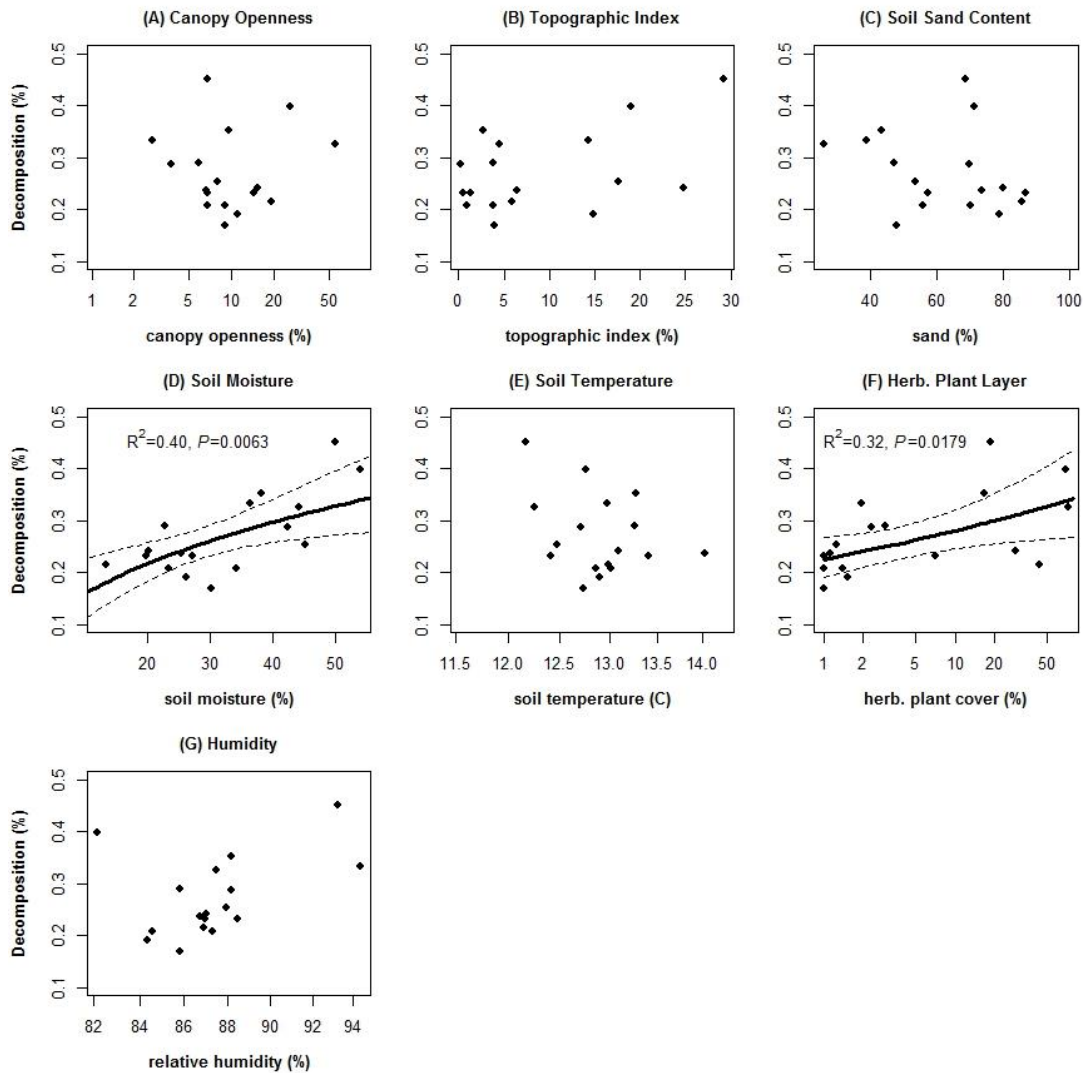 (A) Canopy Openness
Decomposition (%)
0.5
0.4
0.3
0.2
0.1
1 2 5 10 20 50
canopy openness (%)
(B) Topographic Index
0.5
0.4
0.3
0.2
0.1
0 5 10 15 20 25 30
topographic index (%)
(C) Soil Sand Content
0.5
0.4
0.3
0.2
0.1
40 60 80 100
sand (%)
(D) Soil Moisture
Decomposition (%)
R²=0.40, P=0.0063
0.5
0.4
0.3
0.2
0.1
20 30 40 50
soil moisture (%)
(E) Soil Temperature
0.5
0.4
0.3
0.2
0.1
11.5 12.0 12.5 13.0 13.5 14.0
soil temperature (C)
(F) Herb. Plant Layer
R²=0.32, P=0.0179
0.5
0.4
0.3
0.2
0.1
1 2 5 10 20 50
herb. plant cover (%)
(G) Humidity
Decomposition (%)
0.5
0.4
0.3
0.2
0.1
82 84 86 88 90 92 94
relative humidity (%)